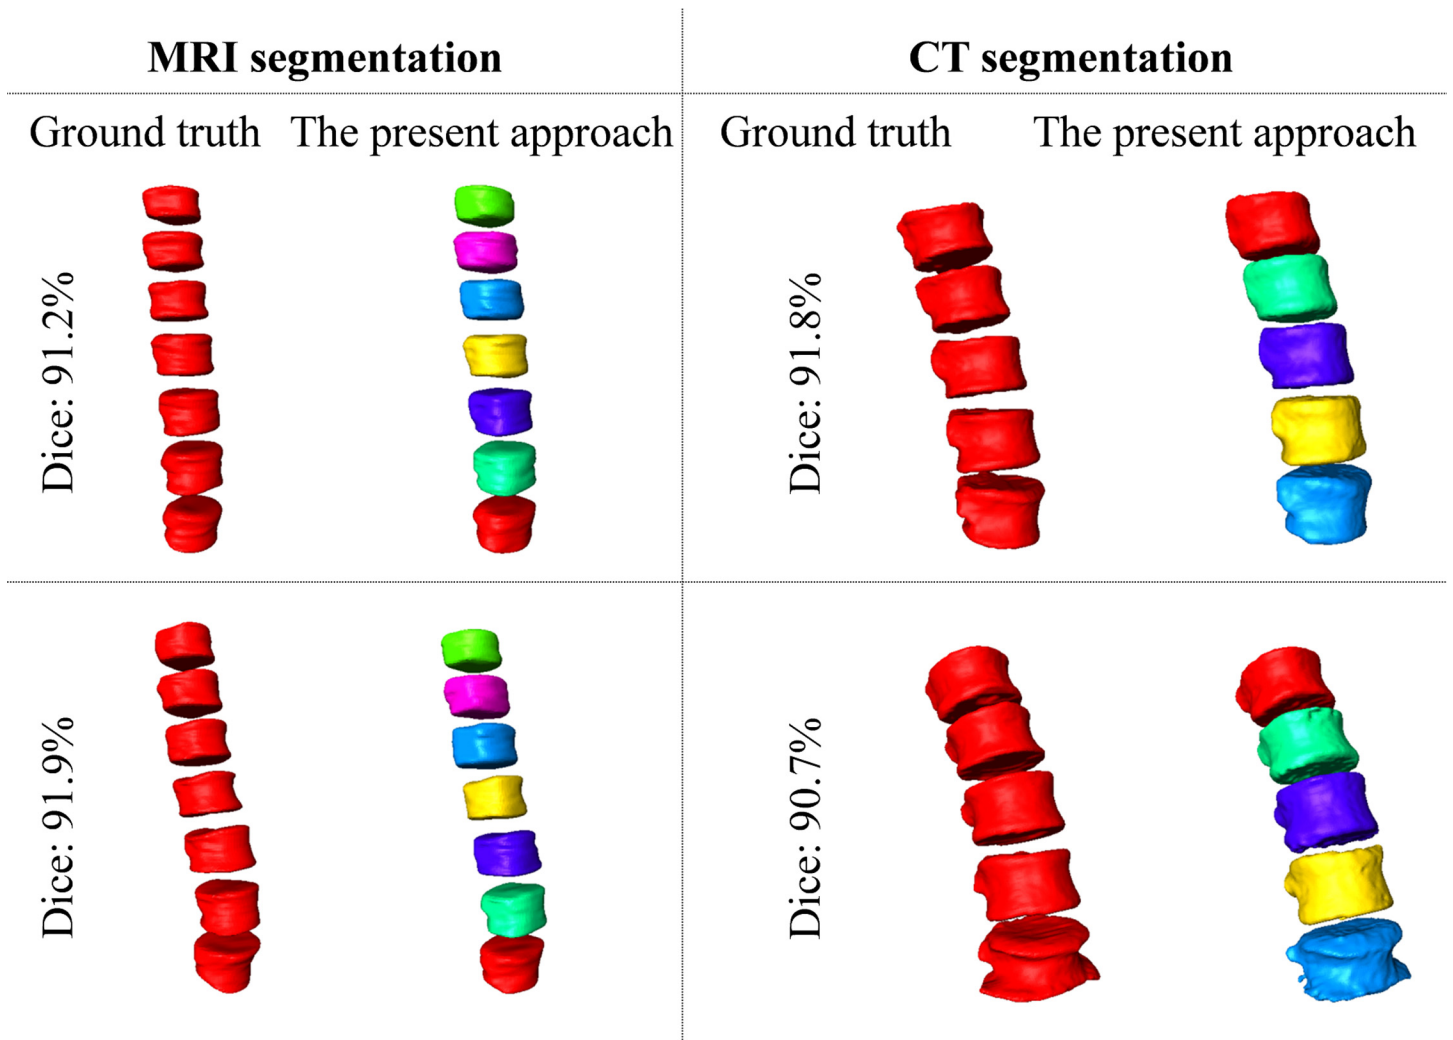 MRI segmentation
CT segmentation
Ground truth
The present approach
Ground truth
The present approach
Dice: 91.2%
Dice: 91.8%
Dice: 91.9%
Dice: 90.7%